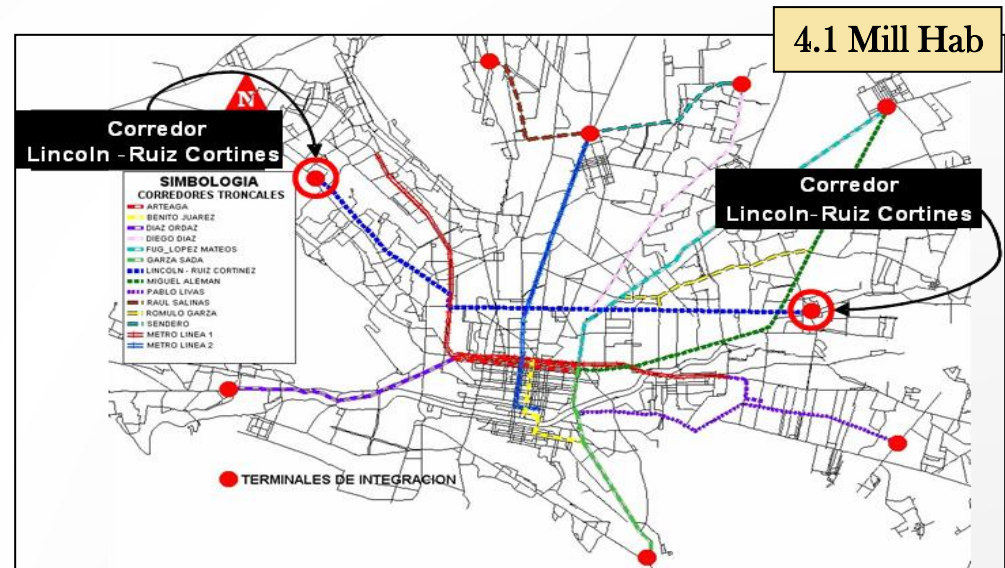 4.1 Mill Hab
N
Corredor
Lincoln -Ruiz Cortines
SIMBOLOGIA
CORREDORES TRONCALES
ARTEAGA
BENITO JUAREZ
DIAZ ORDAZ
DIEGO DIAZ
FUG_LOPEZ MATEOS
GARZA SADA
LINCOLN - RUIZ CORTINEZ
MIGUEL ALEMAN
PABLO LIVAS
RAUL SALINAS
ROMULO GARZA
SENDERO
METRO LINEA 1
METRO LINEA 2
Corredor
Lincoln-Ruiz Cortines
TERMINALES DE INTEGRACION